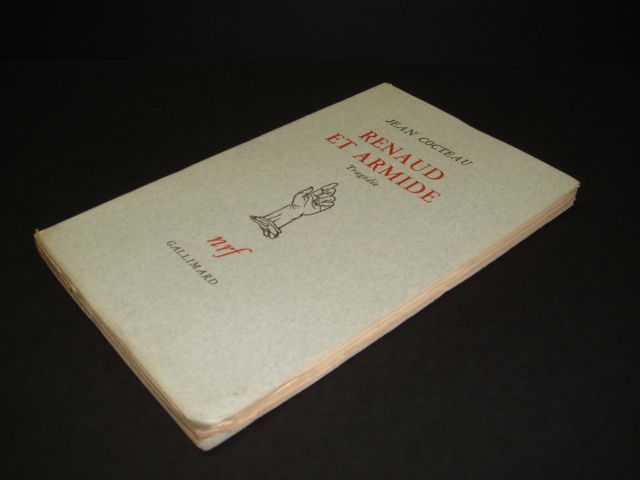 JEAN COCTEAU
RENAUD
ET ARMIDE
Tragédie
nrf
GALLIMARD